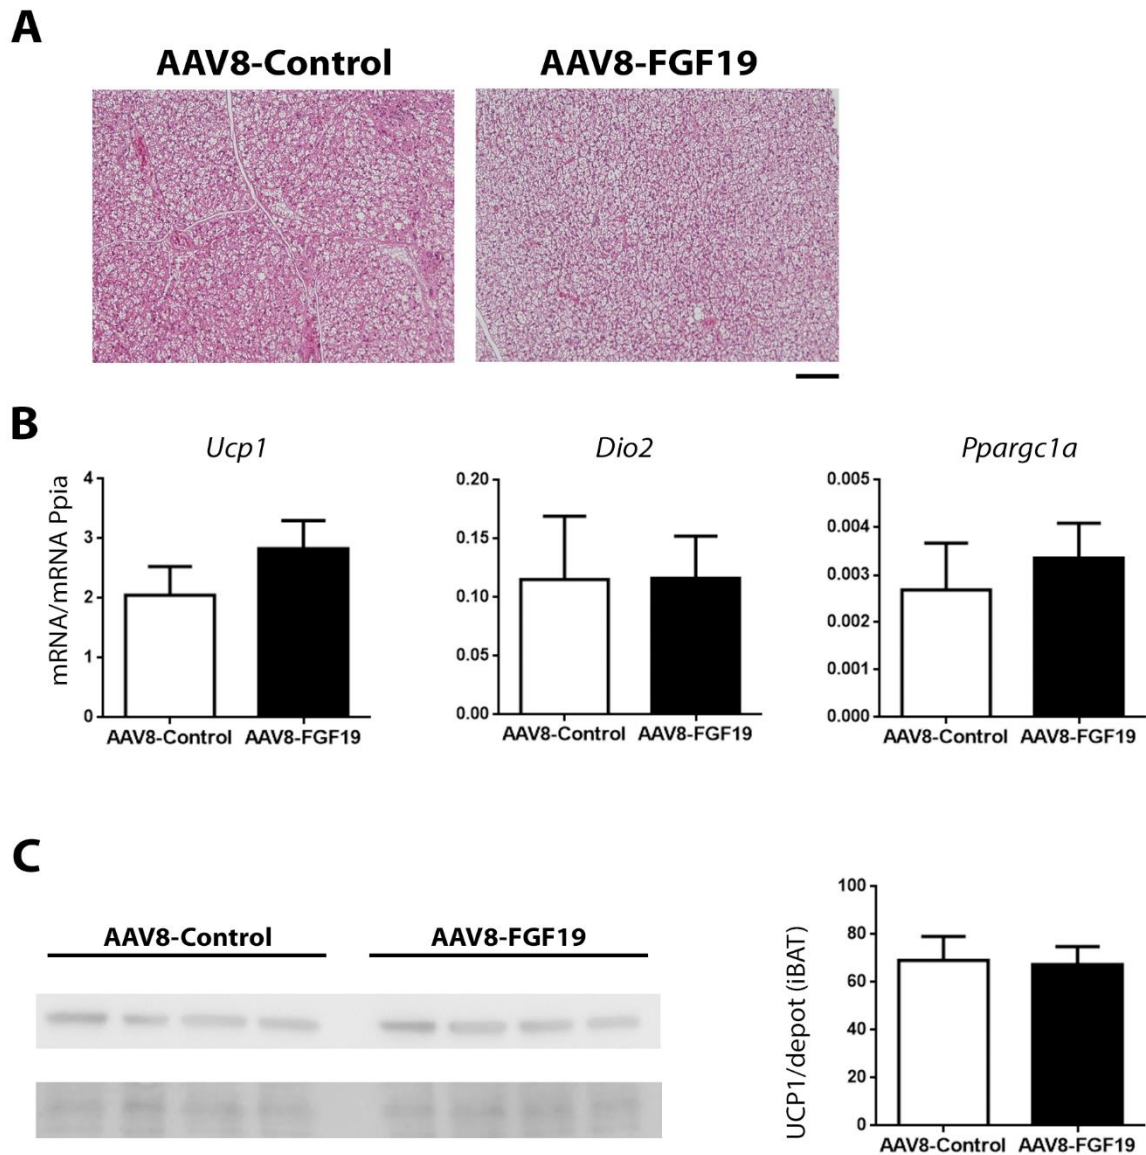 A
AAV8-Control AAV8-FGF19
B
Ucp1 Dio2 Ppargc1a
mRNA/mRNA Ppia
4
3
2
1
0
AAV8-Control AAV8-FGF19
0.20
0.15
0.10
0.05
0.00
AAV8-Control AAV8-FGF19
0.005
0.004
0.003
0.002
0.001
0.000
AAV8-Control AAV8-FGF19
C
AAV8-Control AAV8-FGF19
UCP1/depot (iBAT)
100
80
60
40
20
0
AAV8-Control AAV8-FGF19